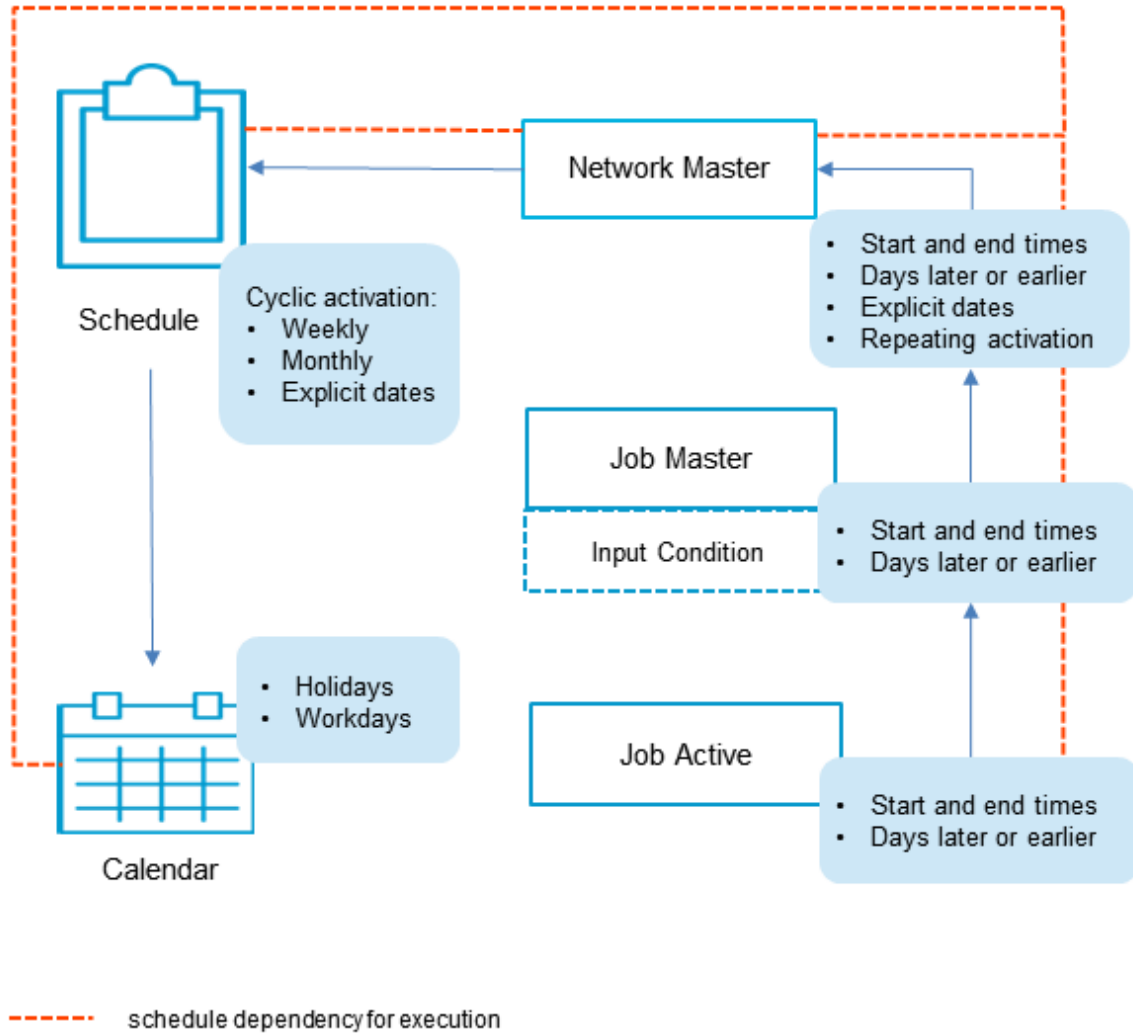 Network Master
Schedule
Cyclic activation:
• Weekly
• Monthly
• Explicit dates
• Start and end times
• Days later or earlier
• Explicit dates
• Repeating activation
Job Master
Input Condition
• Start and end times
• Days later or earlier
• Holidays
• Workdays
Calendar
Job Active
• Start and end times
• Days later or earlier
schedule dependency for execution